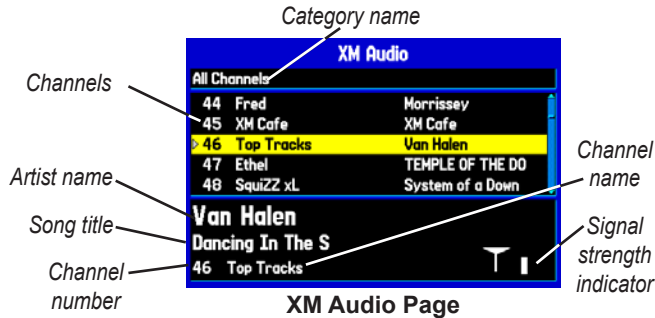 Category name
XM Audio
All Channels
Channels
44 Fred Morrissey
45 XM Cafe XM Cafe
46 Top Tracks Van Halen
47 Ethel TEMPLE OF THE DO
48 SquiZZ xL System of a Down
Channel
name
Artist name
Van Halen
Song title
Dancing In The S
Channel
number
46 Top Tracks
Signal
strength
indicator
XM Audio Page